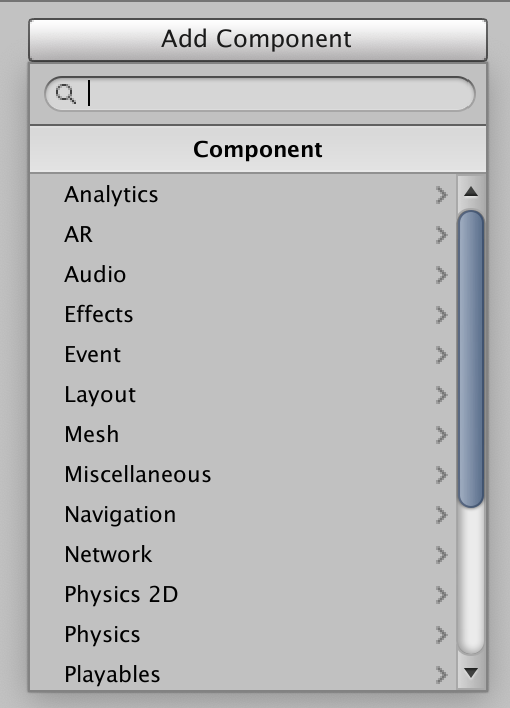 Add Component
Component
Analytics
AR
Audio
Effects
Event
Layout
Mesh
Miscellaneous
Navigation
Network
Physics 2D
Physics
Playables